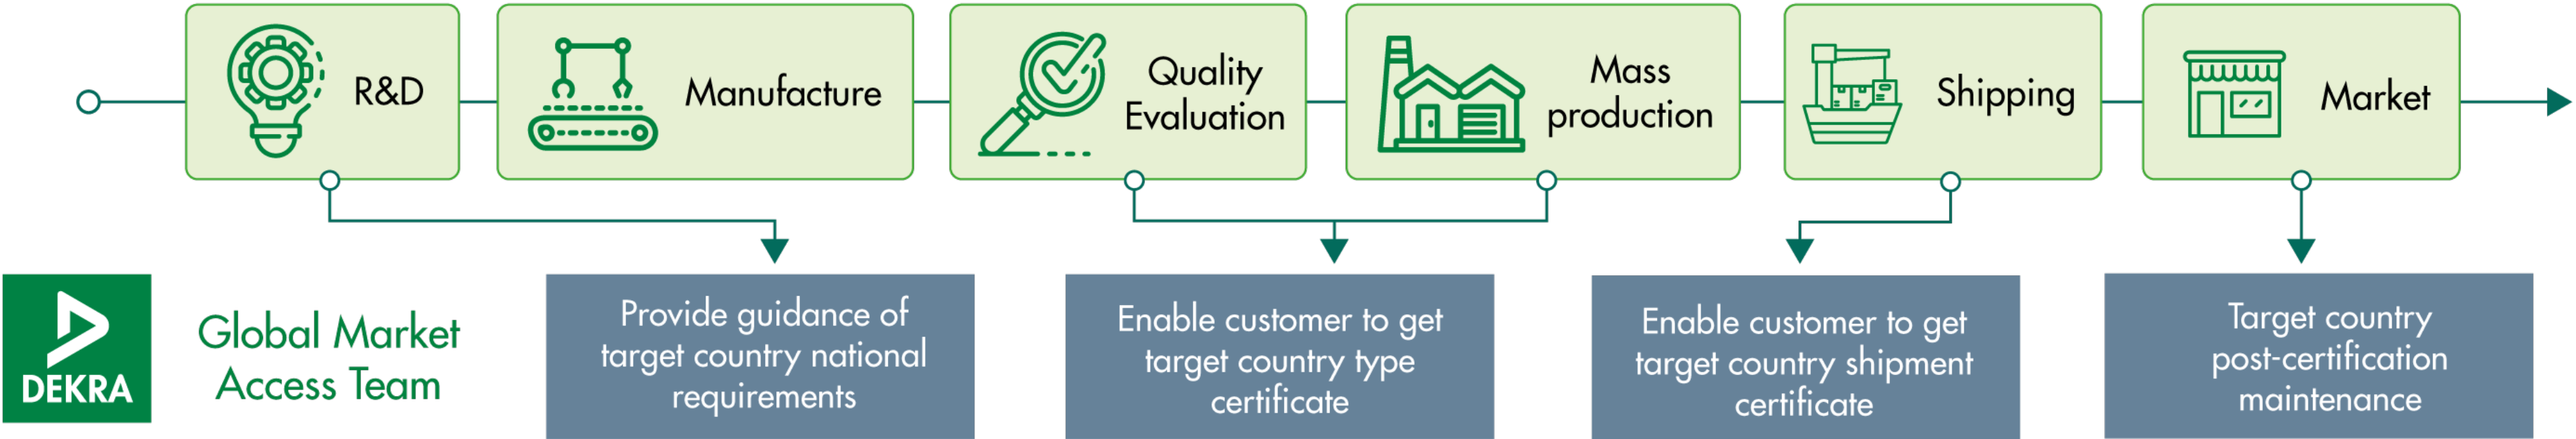 R&D
Manufacture
Quality
Evaluation
Mass
production
Shipping
Market
DEKRA
Global Market
Access Team
Provide guidance of
target country national
requirements
Enable customer to get
target country type
certificate
Enable customer to get
target country shipment
certificate
Target country
post-certification
maintenance